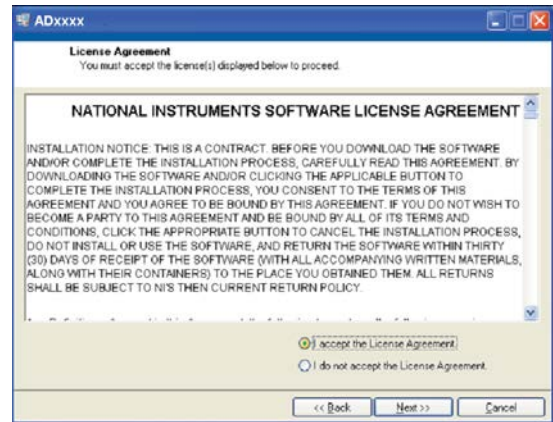 ADxxxx
License Agreement
You must accept the license(s) displayed below to proceed.
NATIONAL INSTRUMENTS SOFTWARE LICENSE AGREEMENT
INSTALLATION NOTICE: THIS IS A CONTRACT. BEFORE YOU DOWNLOAD THE SOFTWARE
AND/OR COMPLETE THE INSTALLATION PROCESS, CAREFULLY READ THIS AGREEMENT. BY
DOWNLOADING THE SOFTWARE AND/OR CLICKING THE APPLICABLE BUTTON TO
COMPLETE THE INSTALLATION PROCESS, YOU CONSENT TO THE TERMS OF THIS
AGREEMENT AND YOU AGREE TO BE BOUND BY THIS AGREEMENT. IF YOU DO NOT WISH TO
BECOME A PARTY TO THIS AGREEMENT AND BE BOUND BY ALL OF ITS TERMS AND
CONDITIONS, CLICK THE APPROPRIATE BUTTON TO CANCEL THE INSTALLATION PROCESS,
DO NOT INSTALL OR USE THE SOFTWARE, AND RETURN THE SOFTWARE WITHIN THIRTY
(30) DAYS OF RECEIPT OF THE SOFTWARE (WITH ALL ACCOMPANYING WRITTEN MATERIALS,
ALONG WITH THEIR CONTAINERS) TO THE PLACE YOU OBTAINED THEM. ALL RETURNS
SHALL BE SUBJECT TO NI'S THEN CURRENT RETURN POLICY.
I accept the License Agreement.
I do not accept the License Agreement.
<< Back Next >> Cancel